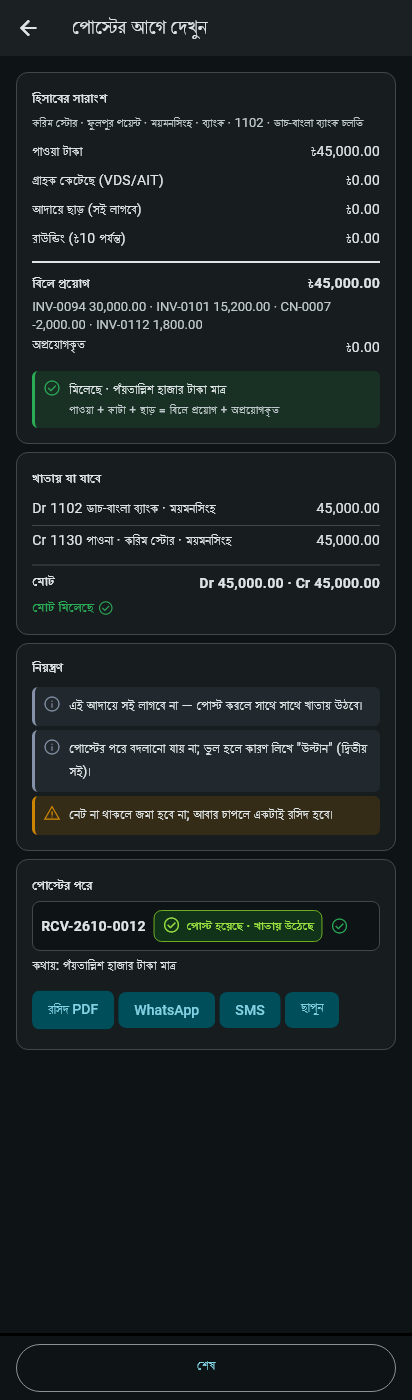 পোস্টের আগে দেখুন
হিসাবের সারাংশ
করিম স্টোর · ফুলপুর পয়েন্ট · ময়মনসিংহ · ব্যাংক · 1102 · ডাচ-বাংলা ব্যাংক চলতি
পাওয়া টাকা ৳45,000.00
গ্রাহক কেটেছে (VDS/AIT) ৳0.00
আদায়ে ছাড় (সই লাগবে) ৳0.00
রাউন্ডিং (±৳10 পর্যন্ত) ৳0.00
বিলে প্রয়োগ ৳45,000.00
INV-0094 30,000.00 · INV-0101 15,200.00 · CN-0007
-2,000.00 · INV-0112 1,800.00
অপ্রয়োগকৃত ৳0.00
মিলেছে · পঁয়তাল্লিশ হাজার টাকা মাত্র
পাওয়া + কাটা + ছাড় = বিলে প্রয়োগ + অপ্রয়োগকৃত
খাতায় যা যাবে
Dr 1102 ডাচ-বাংলা ব্যাংক · ময়মনসিংহ 45,000.00
Cr 1130 পাওনা · করিম স্টোর · ময়মনসিংহ 45,000.00
মোট Dr 45,000.00 · Cr 45,000.00
মোট মিলেছে
নিয়ন্ত্রণ
এই আদায়ে সই লাগবে না — পোস্ট করলে সাথে সাথে খাতায় উঠবে।
পোস্টের পরে বদলানো যায় না; ভুল হলে কারণ লিখে "উল্টান" (দ্বিতীয়
সই)।
নেট না থাকলে জমা হবে না; আবার চাপলে একটাই রসিদ হবে।
পোস্টের পরে
RCV-2610-0012 পোস্ট হয়েছে · খাতায় উঠেছে
কথায়: পঁয়তাল্লিশ হাজার টাকা মাত্র
রসিদ PDF WhatsApp SMS ছাপুন
শেষ